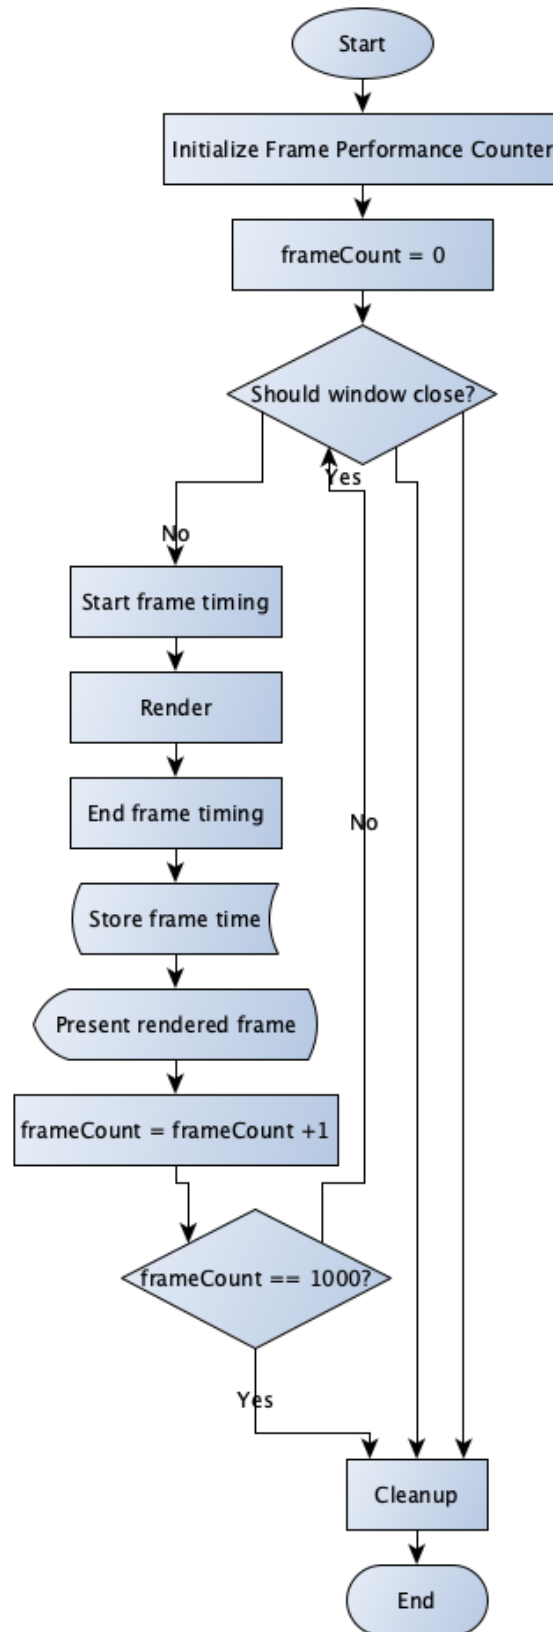 Start
Initialize Frame Performance Counter
frameCount = 0
Should window close?
Yes
No
Start frame timing
Render
End frame timing
No
Store frame time
Present rendered frame
frameCount = frameCount +1
frameCount == 1000?
Yes
Cleanup
End